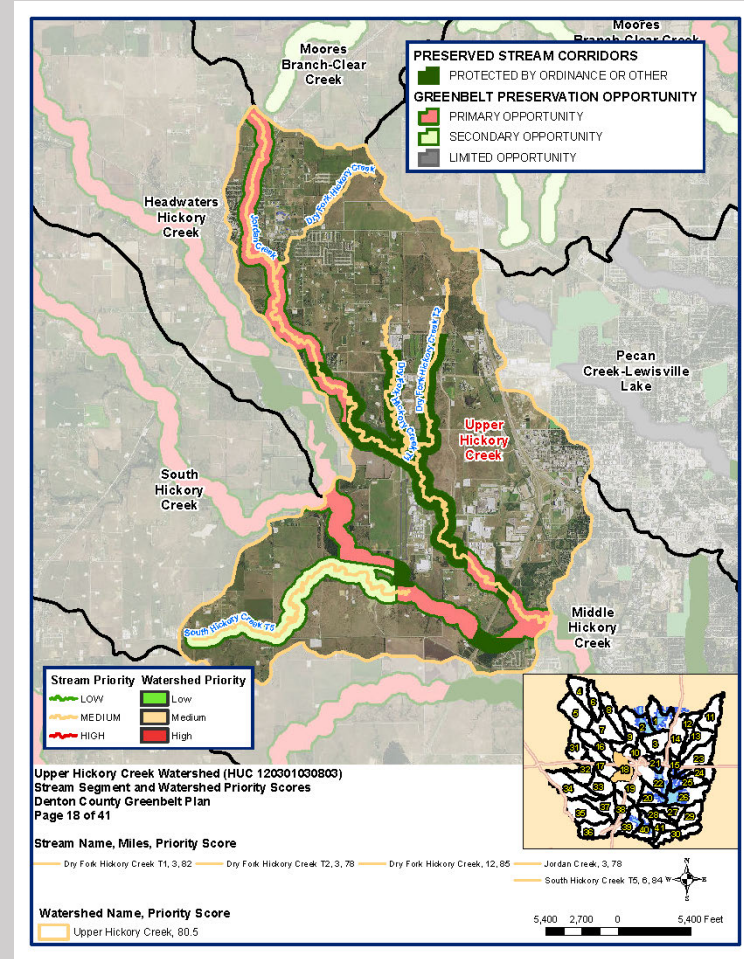 Moores
Branch-Clear
Creek
Moores
Branch-Clear Creek
PRESERVED STREAM CORRIDORS
PROTECTED BY ORDINANCE OR OTHER
GREENBELT PRESERVATION OPPORTUNITY
PRIMARY OPPORTUNITY
SECONDARY OPPORTUNITY
LIMITED OPPORTUNITY
Headwaters
Hickory
Creek
Dry Fork Hickory Creek
Jordan Creek
Dry Fork Hickory Creek T2
Dry Fork Hickory Creek T1
Pecan
Creek-Lewisville
Lake
Upper
Hickory
Creek
South
Hickory
Creek
South Hickory Creek T5
Middle
Hickory
Creek
Stream Priority Watershed Priority
LOW Low
MEDIUM Medium
HIGH High
Upper Hickory Creek Watershed (HUC 120301030803)
Stream Segment and Watershed Priority Scores
Denton County Greenbelt Plan
Page 18 of 41
Stream Name, Miles, Priority Score
Dry Fork Hickory Creek T1, 3, 82 Dry Fork Hickory Creek T2, 3, 78 Dry Fork Hickory Creek, 12, 85 Jordan Creek, 3, 78
South Hickory Creek T5, 6, 84
W N E S
Watershed Name, Priority Score
Upper Hickory Creek, 80.5
5,400 2,700 0 5,400 Feet